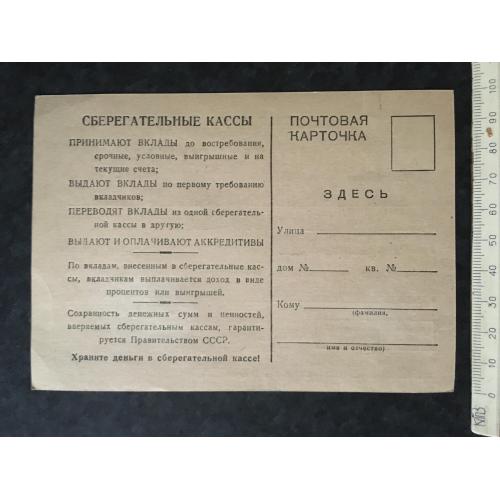 СБЕРЕГАТЕЛЬНЫЕ КАССЫ
ПРИНИМАЮТ ВКЛАДЫ до востребования,
срочные, условные, выигрышные и на
текущие счета;
ВЫДАЮТ ВКЛАДЫ по первому требованию
вкладчиков;
ПЕРЕВОДЯТ ВКЛАДЫ из одной сберегатель-
ной кассы в другую;
ВЫДАЮТ И ОПЛАЧИВАЮТ АККРЕДИТИВЫ
По вкладам, внесенным в сберегательные кас-
сы, вкладчикам выплачивается доход в виде
процентов или выигрышей.
Сохранность денежных сумм и ценностей,
вверяемых сберегательным кассам, гаранти-
руется Правительством СССР.
Храните деньги в сберегательной кассе!
ПОЧТОВАЯ
КАРТОЧКА
ЗДЕСЬ
Улица
дом № кв. №
Кому
(фамилия,
имя и отчество)
100
90
80
70
60
50
40
30
20
10
0